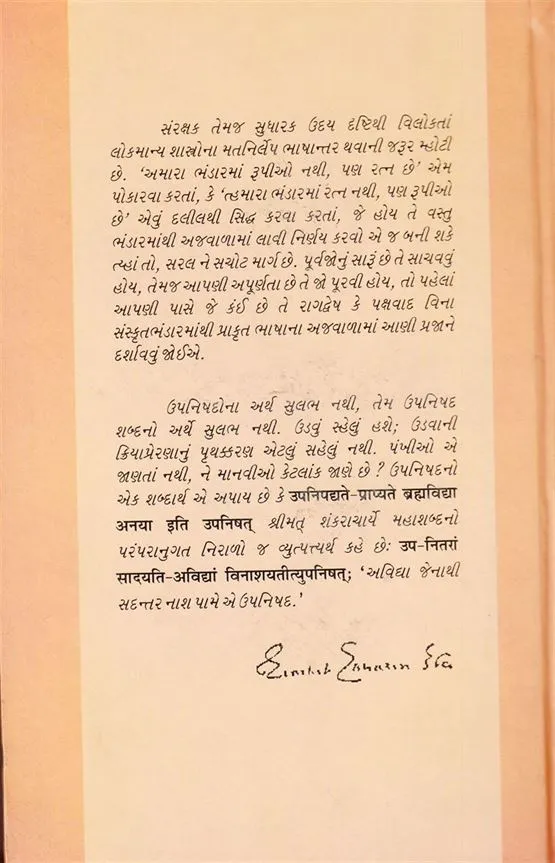 સંરક્ષક તેમજ સુધારક ઉદય દૃષ્ટિથી વિલોકતાં
લોકમાન્ય શાસ્ત્રોના મતનિર્લેપ ભાષાન્તર થવાની જરૂર મ્હોટી
છે. ‘અમારા ભંડારમાં રૂપીઓ નથી, પણ રત્ન છે’ એમ
પોકારવા કરતાં, કે ‘ત્હમારા ભંડારમાં રત્ન નથી, પણ રૂપીઓ
છે’ એવું દલીલથી સિદ્ધ કરવા કરતાં, જે હોય તે વસ્તુ
ભંડારમાંથી અજવાળામાં લાવી નિર્ણય કરવો એ જ બની શકે
ત્ય્હાં તો, સરલ ને સચોટ માર્ગ છે. પૂર્વજોનું સારૂં છે તે સાચવવું
હોય, તેમજ આપણી અપૂર્ણતા છે તે જો પૂરવી હોય, તો પહેલાં
આપણી પાસે જે કંઈ છે તે રાગદ્વેષ કે પક્ષવાદ વિના
સંસ્કૃતભંડારમાંથી પ્રાકૃત ભાષાના અજવાળામાં આણી પ્રજાને
દર્શાવવું જોઈએ.
ઉપનિષદોના અર્થ સુલભ નથી, તેમ ઉપનિષદ
શબ્દનો અર્થે સુલભ નથી. ઉડવું સ્હેલું હશે; ઉડવાની
ક્રિયાપ્રેરણાનું પૃથક્કરણ એટલું સહેલું નથી. પંખીઓ એ
જાણતાં નથી, ને માનવીઓ કેટલાંક જાણે છે ? ઉપનિષદનો
એક શબ્દાર્થ એ અપાય છે કે उपनिपद्यते-प्राप्यते ब्रह्मविद्या
अनया इति उपनिषत् શ્રીમત્ શંકરાચાર્યે મહાશબ્દનો
પરંપરાનુગત નિરાળો જ વ્યુત્પત્ત્યર્થ કહે છેઃ उप-नितरां
सादयति-अविद्यां विनाशयतीत्युपनिषत्; ‘અવિદ્યા જેનાથી
સદન્તર નાશ પામે એ ઉપનિષદ.’